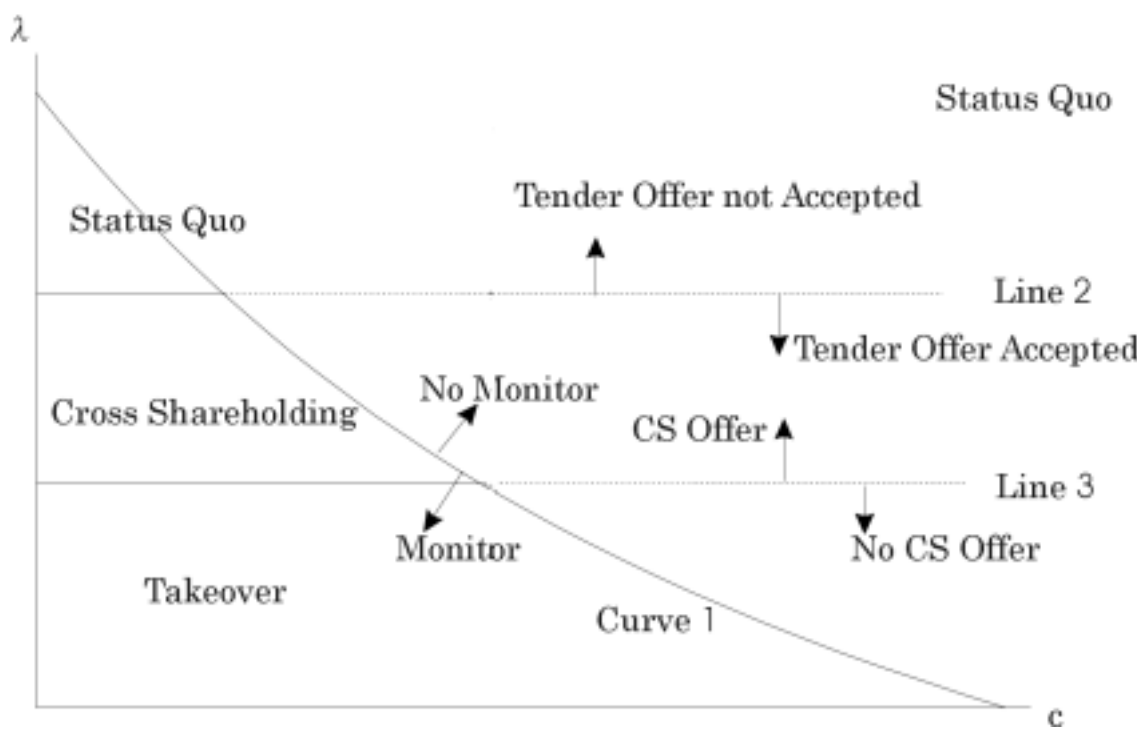 λ
Status Quo
Tender Offer not Accepted
Status Quo
Line 2
Tender Offer Accepted
No Monitor
Cross Shareholding
CS Offer
Line 3
Monitor
No CS Offer
Takeover
Curve 1
c